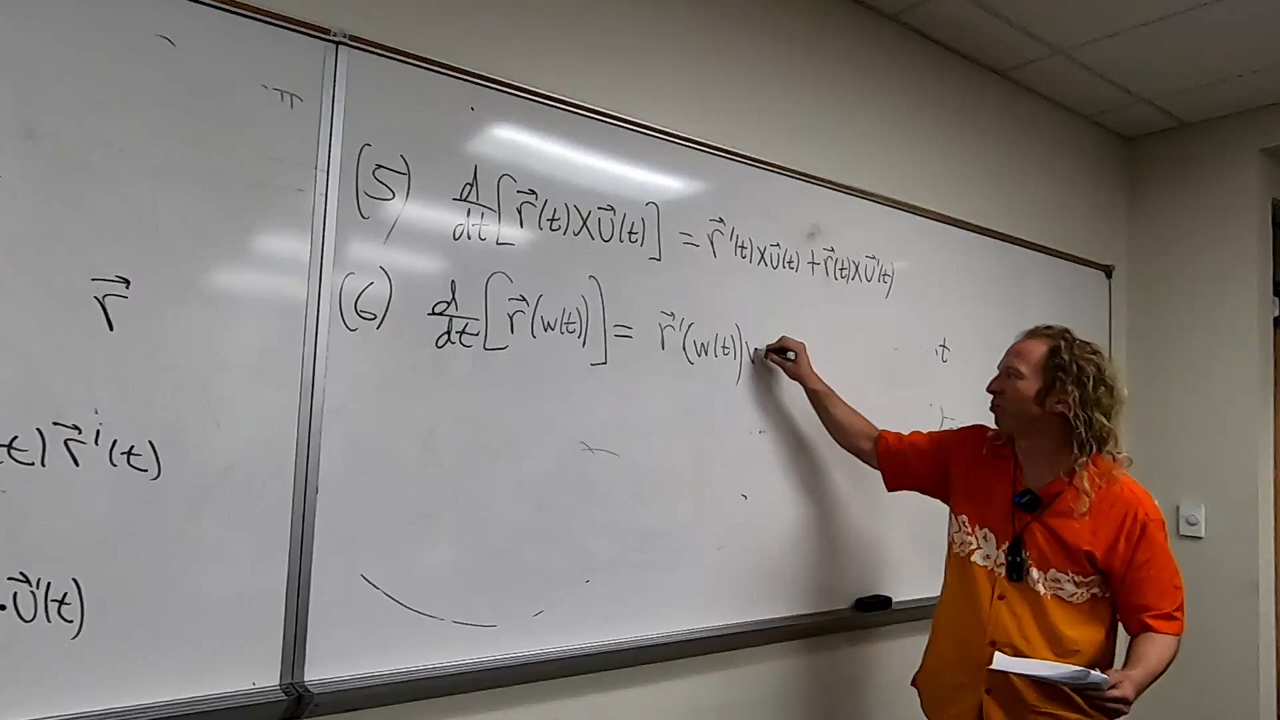 π
(5) d/dt [r⃗(t) × u⃗(t)] = r⃗'(t) × u⃗(t) + r⃗(t) × u⃗'(t)
r⃗
(6) d/dt [r⃗(w(t))] = r⃗'(w(t))
t
t) r⃗'(t)
· u⃗'(t)